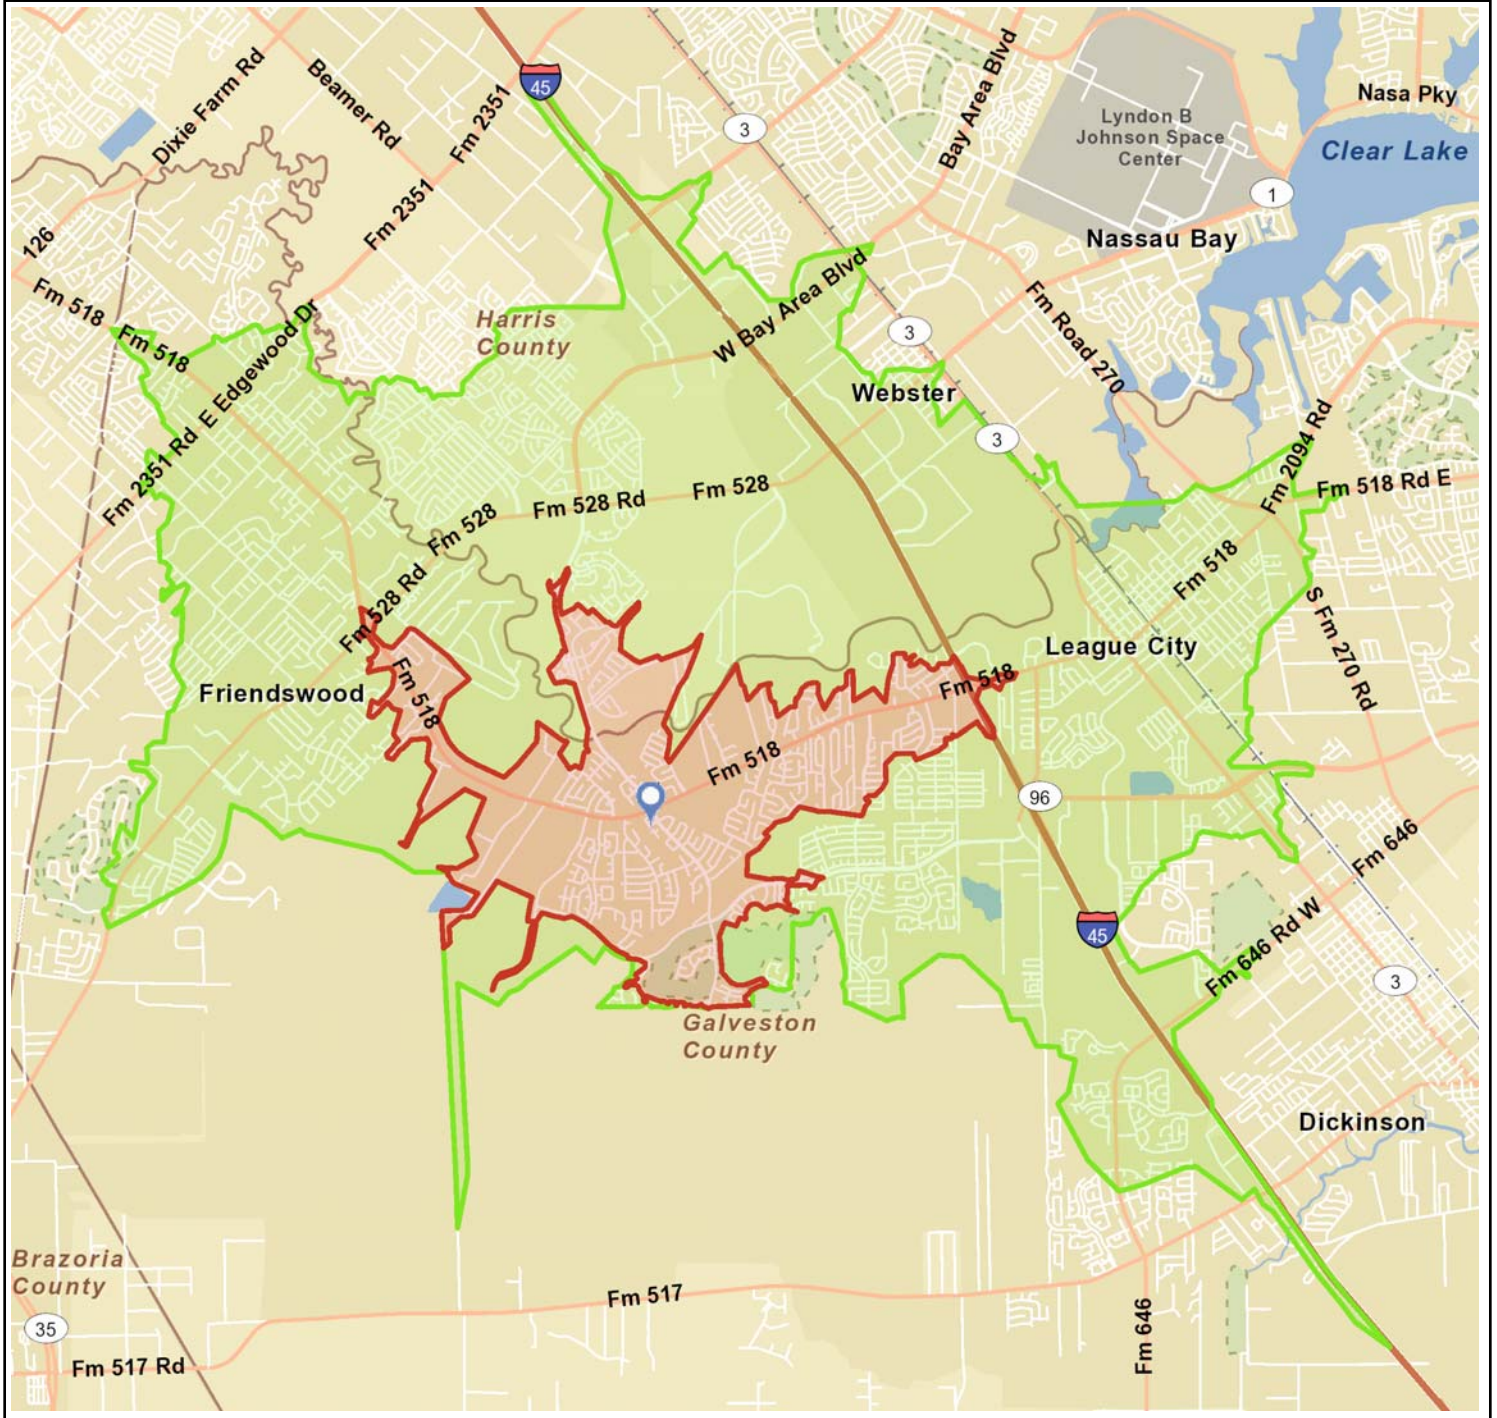 45
Dixie Farm Rd
Beamer Rd
Fm 2351
3
Bay Area Blvd
Nasa Pky
Lyndon B
Johnson Space
Center
Clear Lake
1
126
Fm 2351
Nassau Bay
Fm 518
Fm 518
E Edgewood Dr
Harris
County
W Bay Area Blvd
3
Fm Road 270
Webster
Fm 2351 Rd
3
Fm 2094 Rd
Fm 518 Rd E
Fm 528
Fm 528 Rd
Fm 528
Fm 528 Rd
Fm 518
S Fm 270 Rd
League City
Friendswood
Fm 518
Fm 518
Fm 518
96
Fm 646
45
Fm 646 Rd W
3
Galveston
County
Dickinson
Brazoria
County
Fm 517
35
Fm 517 Rd
Fm 646